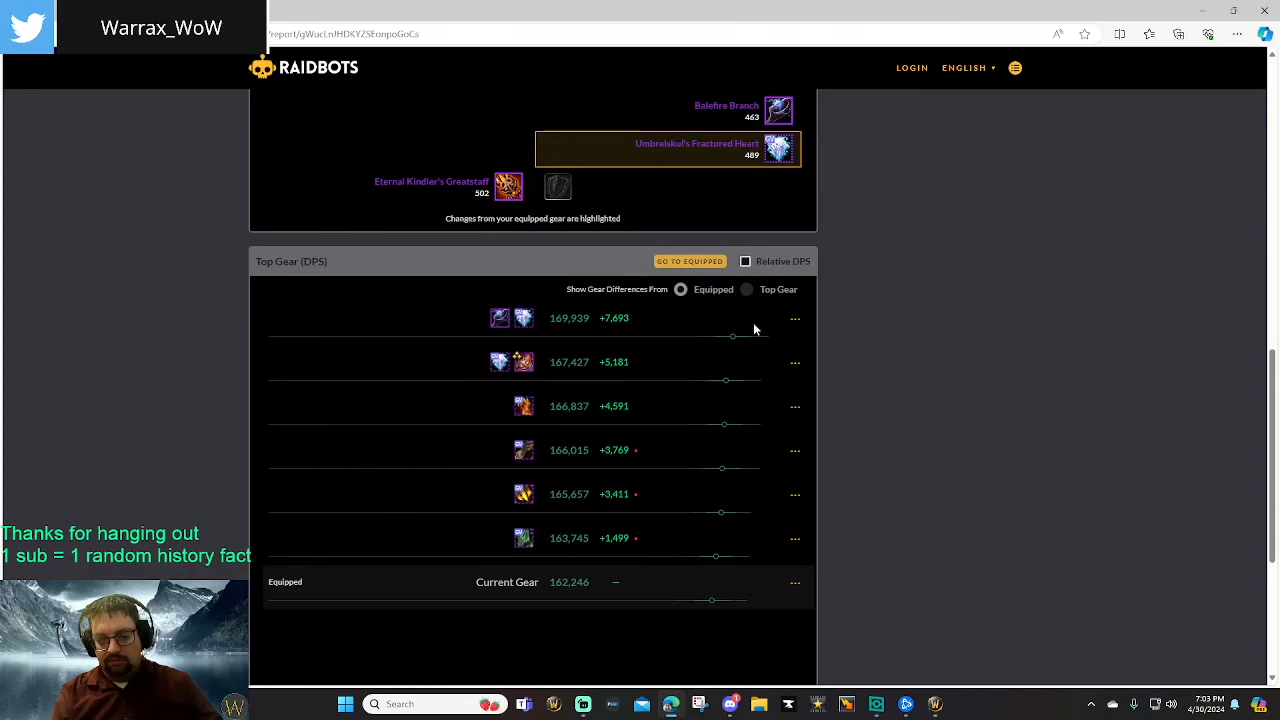 Warrax_WoW
/report/gWucLnJHDKYZSEonpoGoCs
RAIDBOTS
LOGIN
ENGLISH
Balefire Branch
463
Umbrelskul's Fractured Heart
489
Eternal Kindler's Greatstaff
502
Changes from your equipped gear are highlighted
Top Gear (DPS)
GO TO EQUIPPED
Relative DPS
Show Gear Differences From
Equipped
Top Gear
169,939 +7,693
167,427 +5,181
166,837 +4,591
166,015 +3,769
165,657 +3,411
163,745 +1,499
Equipped
Current Gear
162,246 —
Thanks for hanging out
1 sub = 1 random history fact
Search
7:03 PM
4/20/2024